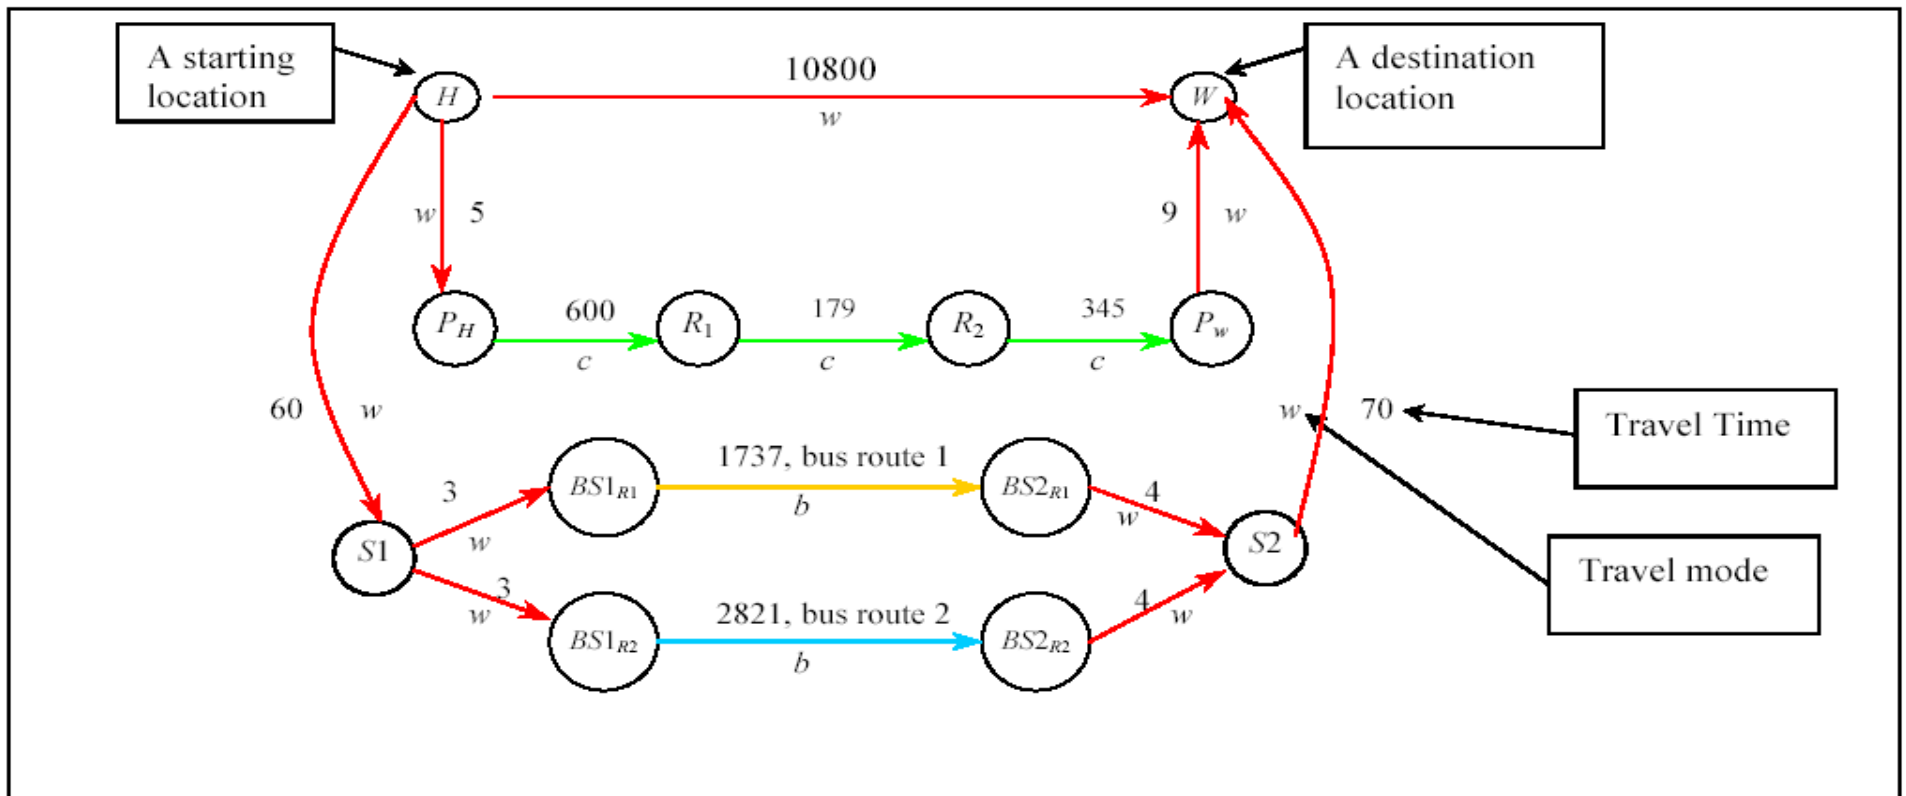 A starting
location
H
10800
w
W
A destination
location
w 5
9 w
P_H
600
c
R_1
179
c
R_2
345
c
P_w
60 w
w 70
Travel Time
S1
3
w
BS1_R1
1737, bus route 1
b
BS2_R1
4
w
S2
Travel mode
3
w
BS1_R2
2821, bus route 2
b
BS2_R2
4
w